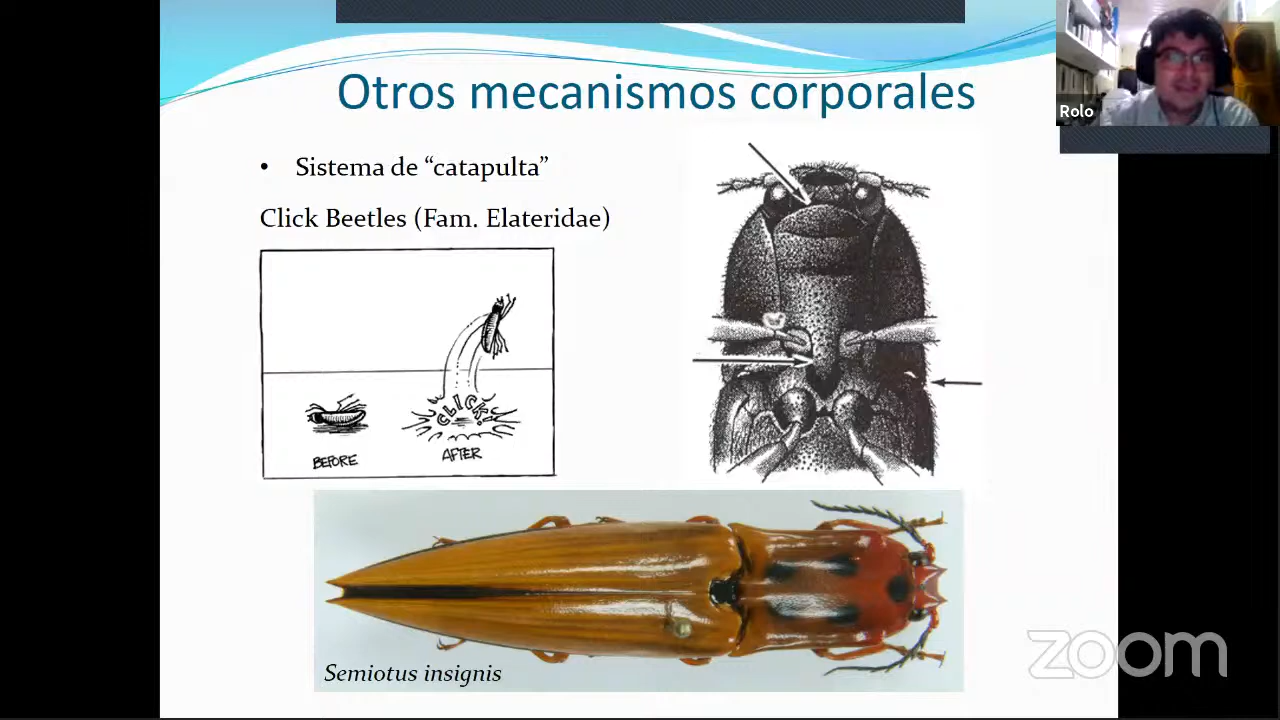 Otros mecanismos corporales
Rolo
• Sistema de “catapulta”
Click Beetles (Fam. Elateridae)
CLICK!
BEFORE
AFTER
Semiotus insignis
zoom